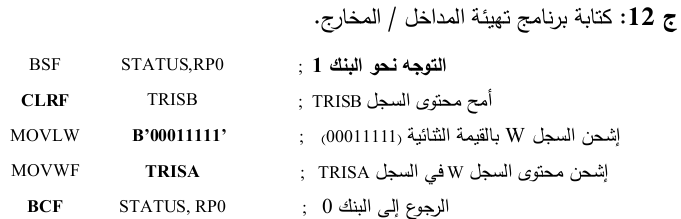 ج 12: كتابة برنامج تهيئة المداخل / المخارج.
BSF STATUS,RP0 ; التوجه نحو البنك 1
CLRF TRISB ; أمح محتوى السجل TRISB
MOVLW B’00011111’ ; إشحن السجل W بالقيمة الثنائية (00011111)
MOVWF TRISA ; إشحن محتوى السجل W في السجل TRISA
BCF STATUS, RP0 ; الرجوع إلى البنك 0